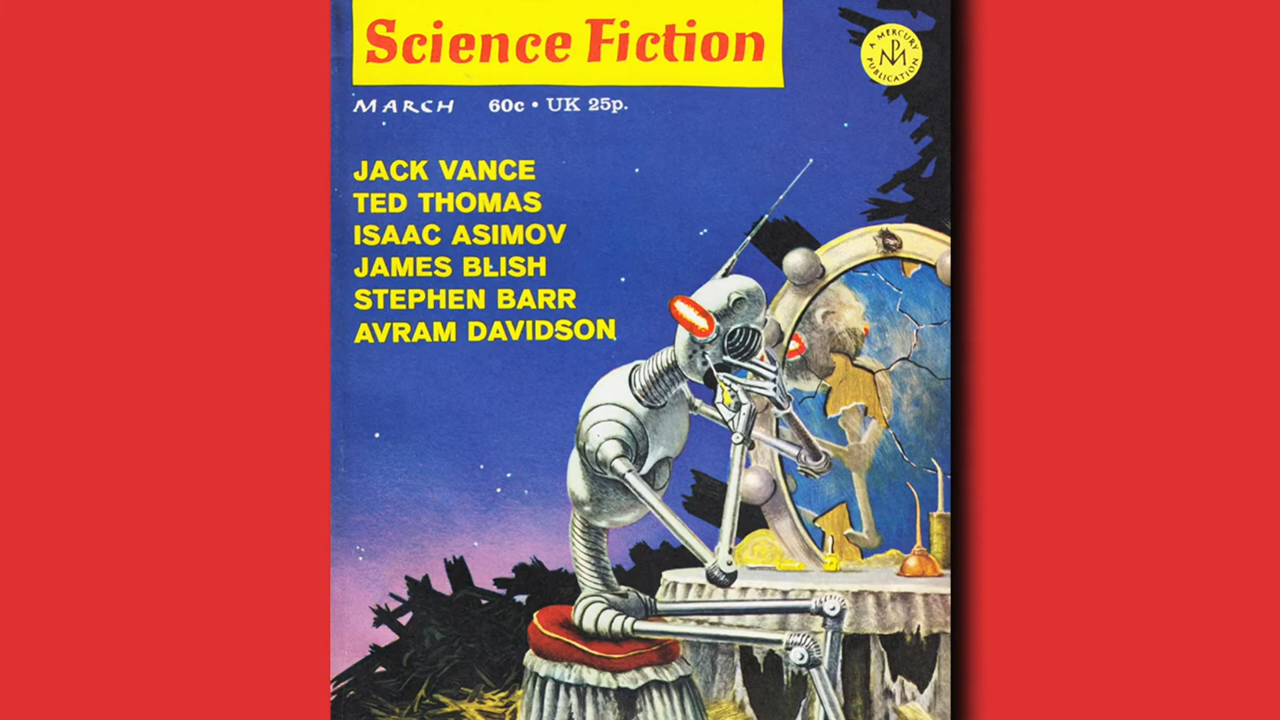 Science Fiction
A MERCURY PUBLICATION
PM
MARCH 60c • UK 25p.
JACK VANCE
TED THOMAS
ISAAC ASIMOV
JAMES BLISH
STEPHEN BARR
AVRAM DAVIDSON